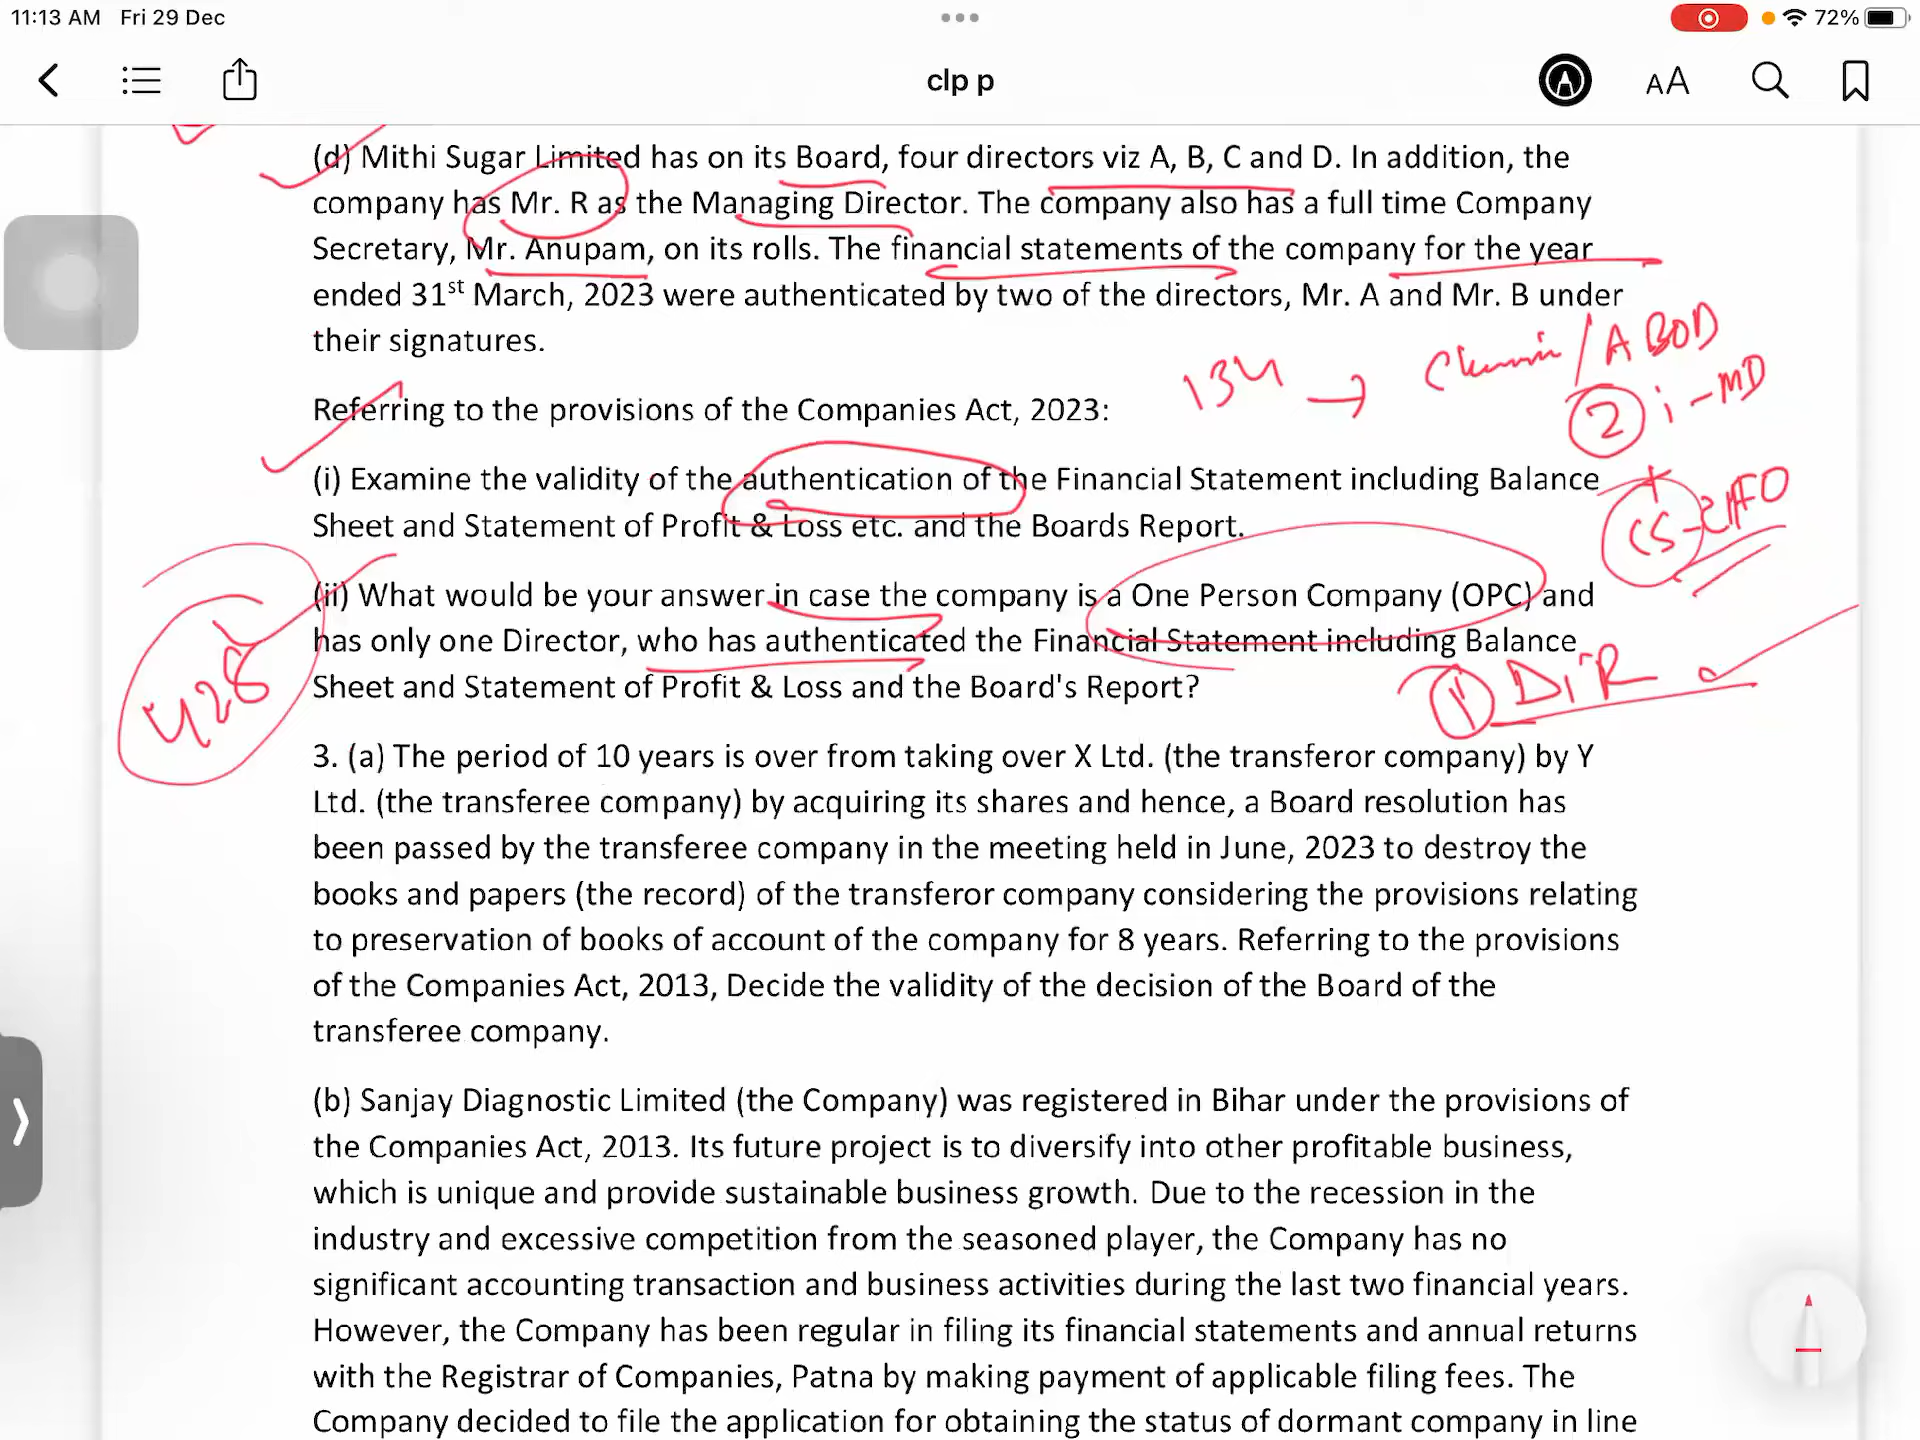 11:13 AM Fri 29 Dec
72%
clp p
AA
(d) Mithi Sugar Limited has on its Board, four directors viz A, B, C and D. In addition, the
company has Mr. R as the Managing Director. The company also has a full time Company
Secretary, Mr. Anupam, on its rolls. The financial statements of the company for the year
ended 31st March, 2023 were authenticated by two of the directors, Mr. A and Mr. B under
their signatures.
134 → / A BOD
2 i - MD
Referring to the provisions of the Companies Act, 2023:
(i) Examine the validity of the authentication of the Financial Statement including Balance
Sheet and Statement of Profit & Loss etc. and the Boards Report.
+
CS -
(ii) What would be your answer in case the company is a One Person Company (OPC) and
has only one Director, who has authenticated the Financial Statement including Balance
Sheet and Statement of Profit & Loss and the Board's Report?
428
1 DIR
3. (a) The period of 10 years is over from taking over X Ltd. (the transferor company) by Y
Ltd. (the transferee company) by acquiring its shares and hence, a Board resolution has
been passed by the transferee company in the meeting held in June, 2023 to destroy the
books and papers (the record) of the transferor company considering the provisions relating
to preservation of books of account of the company for 8 years. Referring to the provisions
of the Companies Act, 2013, Decide the validity of the decision of the Board of the
transferee company.
(b) Sanjay Diagnostic Limited (the Company) was registered in Bihar under the provisions of
the Companies Act, 2013. Its future project is to diversify into other profitable business,
which is unique and provide sustainable business growth. Due to the recession in the
industry and excessive competition from the seasoned player, the Company has no
significant accounting transaction and business activities during the last two financial years.
However, the Company has been regular in filing its financial statements and annual returns
with the Registrar of Companies, Patna by making payment of applicable filing fees. The
Company decided to file the application for obtaining the status of dormant company in line